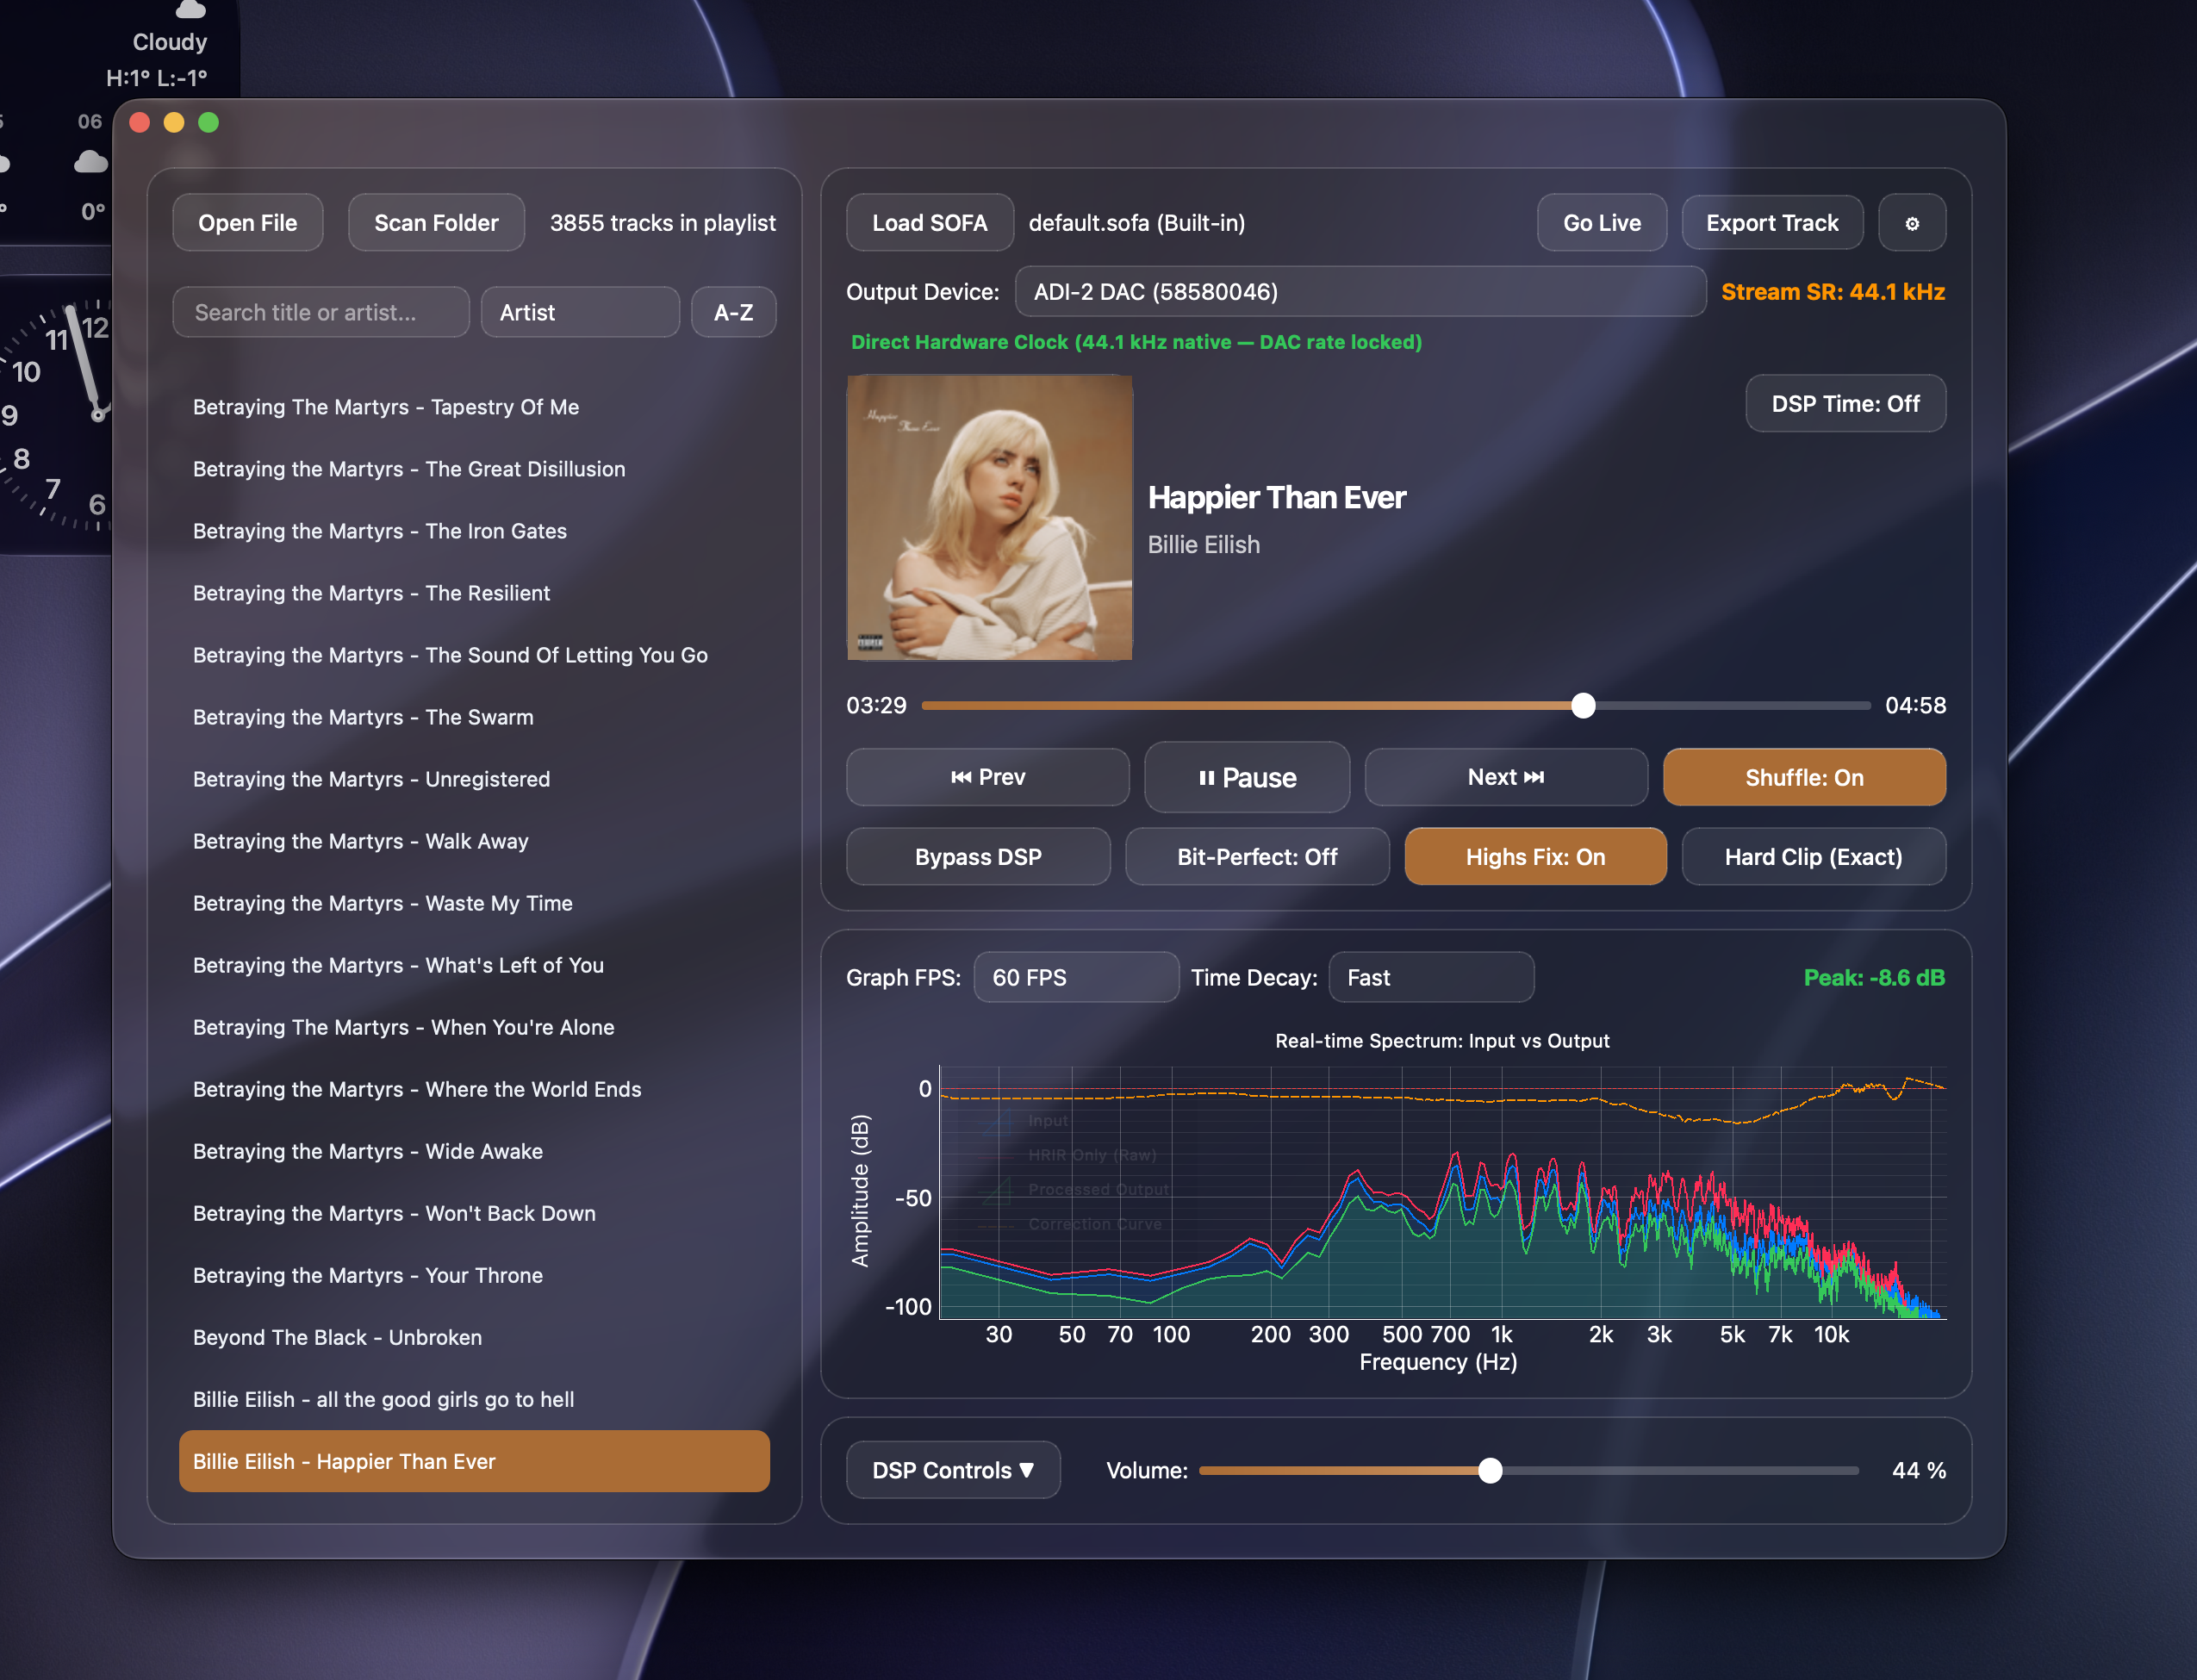 Cloudy
H:1° L:-1°
06
0°
11 12
10
9
8
7
6
Open File
Scan Folder
3855 tracks in playlist
Search title or artist...
Artist
A-Z
Betraying The Martyrs - Tapestry Of Me
Betraying the Martyrs - The Great Disillusion
Betraying the Martyrs - The Iron Gates
Betraying the Martyrs - The Resilient
Betraying the Martyrs - The Sound Of Letting You Go
Betraying the Martyrs - The Swarm
Betraying the Martyrs - Unregistered
Betraying the Martyrs - Walk Away
Betraying the Martyrs - Waste My Time
Betraying the Martyrs - What's Left of You
Betraying The Martyrs - When You're Alone
Betraying the Martyrs - Where the World Ends
Betraying the Martyrs - Wide Awake
Betraying the Martyrs - Won't Back Down
Betraying the Martyrs - Your Throne
Beyond The Black - Unbroken
Billie Eilish - all the good girls go to hell
Billie Eilish - Happier Than Ever
Load SOFA
default.sofa (Built-in)
Go Live
Export Track
Output Device:
ADI-2 DAC (58580046)
Stream SR: 44.1 kHz
Direct Hardware Clock (44.1 kHz native — DAC rate locked)
DSP Time: Off
Happier
Than Ever
Happier Than Ever
Billie Eilish
03:29
04:58
⏮ Prev
⏸ Pause
Next ⏭
Shuffle: On
Bypass DSP
Bit-Perfect: Off
Highs Fix: On
Hard Clip (Exact)
Graph FPS:
60 FPS
Time Decay:
Fast
Peak: -8.6 dB
Real-time Spectrum: Input vs Output
Amplitude (dB)
0
-50
-100
Input
HRIR Only (Raw)
Processed Output
Correction Curve
30 50 70 100 200 300 500 700 1k 2k 3k 5k 7k 10k
Frequency (Hz)
DSP Controls ▼
Volume:
44 %